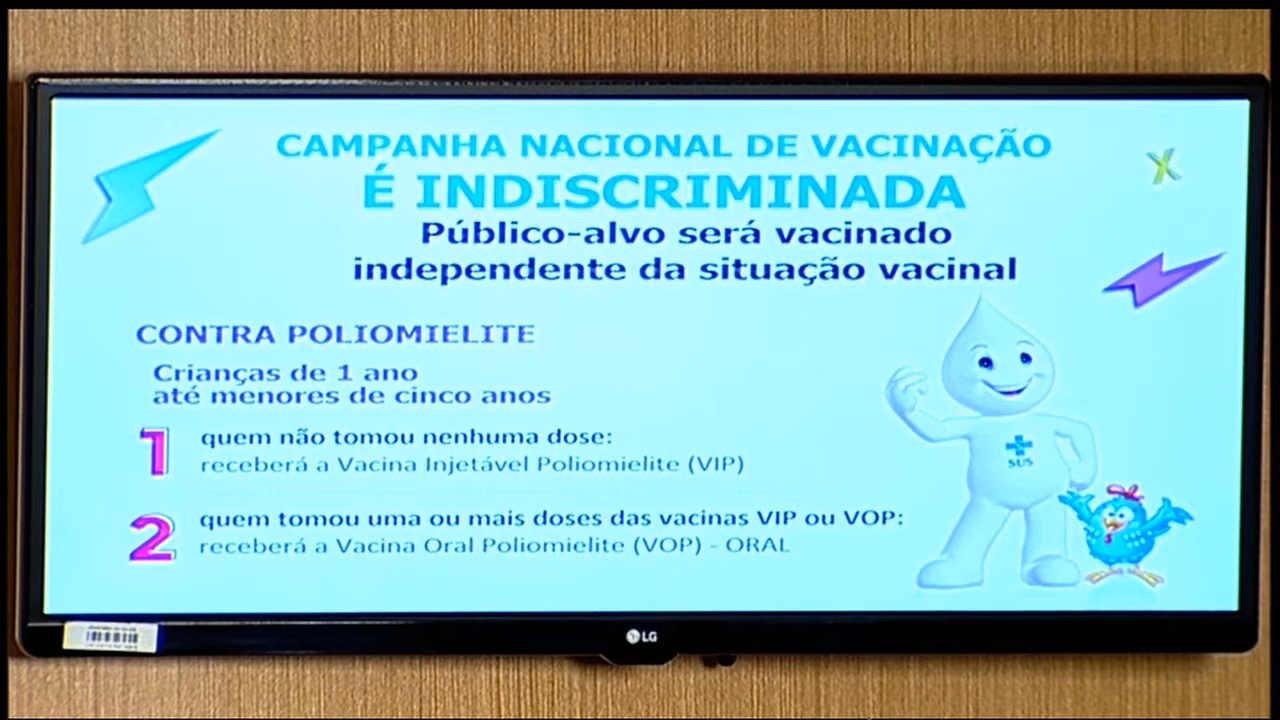 CAMPANHA NACIONAL DE VACINAÇÃO
É INDISCRIMINADA
Público-alvo será vacinado
independente da situação vacinal
CONTRA POLIOMIELITE
Crianças de 1 ano
até menores de cinco anos
1 quem não tomou nenhuma dose:
receberá a Vacina Injetável Poliomielite (VIP)
2 quem tomou uma ou mais doses das vacinas VIP ou VOP:
receberá a Vacina Oral Poliomielite (VOP) - ORAL
SUS
LG